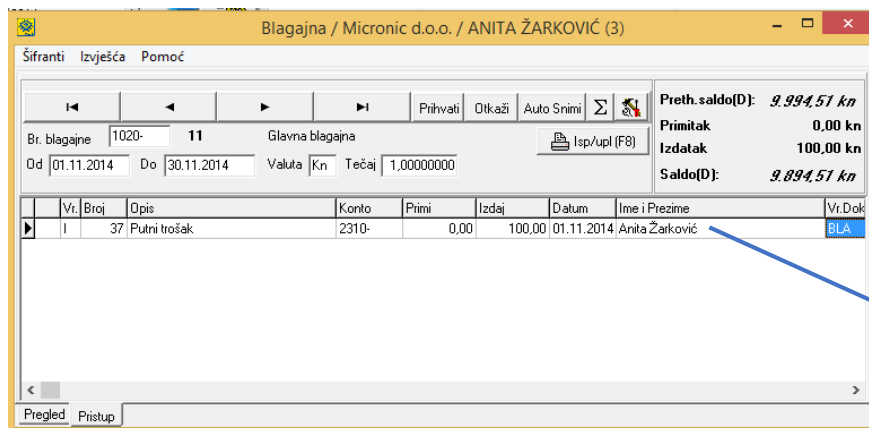 Blagajna / Micronic d.o.o. / ANITA ŽARKOVIĆ (3)
Šifranti Izvješća Pomoć
Prihvati Otkaži Auto Snimi Σ
Br. blagajne 1020- 11 Glavna blagajna Isp/upl (F8)
Od 01.11.2014 Do 30.11.2014 Valuta Kn Tečaj 1,00000000
Preth.saldo(D): 9.994,51 kn
Primitak 0,00 kn
Izdatak 100,00 kn
Saldo(D): 9.894,51 kn
Vr. Broj Opis Konto Primi Izdaj Datum Ime i Prezime Vr.Dok
I 37 Putni trošak 2310- 0,00 100,00 01.11.2014 Anita Žarković BLA
Pregled Pristup